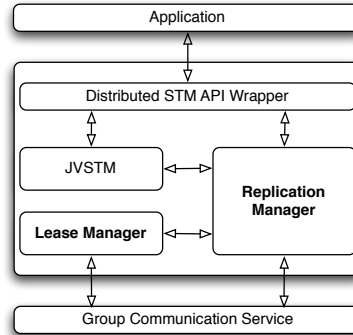 Application
Distributed STM API Wrapper
JVSTM
Replication
Manager
Lease Manager
Group Communication Service